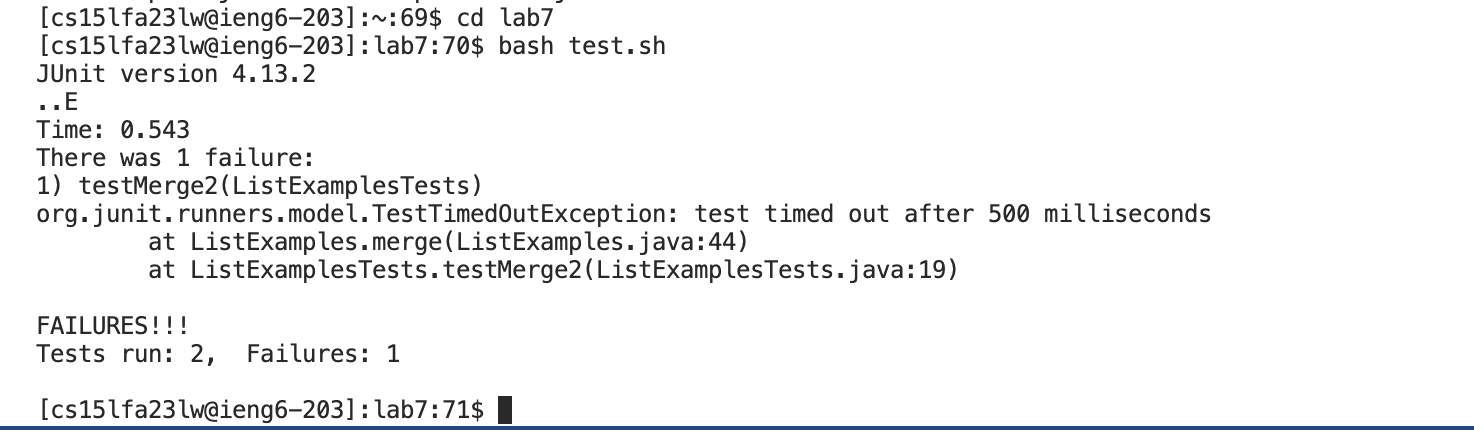 [cs15lfa23lw@ieng6-203]:~:69$ cd lab7
[cs15lfa23lw@ieng6-203]:lab7:70$ bash test.sh
JUnit version 4.13.2
..E
Time: 0.543
There was 1 failure:
1) testMerge2(ListExamplesTests)
org.junit.runners.model.TestTimedOutException: test timed out after 500 milliseconds
        at ListExamples.merge(ListExamples.java:44)
        at ListExamplesTests.testMerge2(ListExamplesTests.java:19)
FAILURES!!!
Tests run: 2,  Failures: 1
[cs15lfa23lw@ieng6-203]:lab7:71$